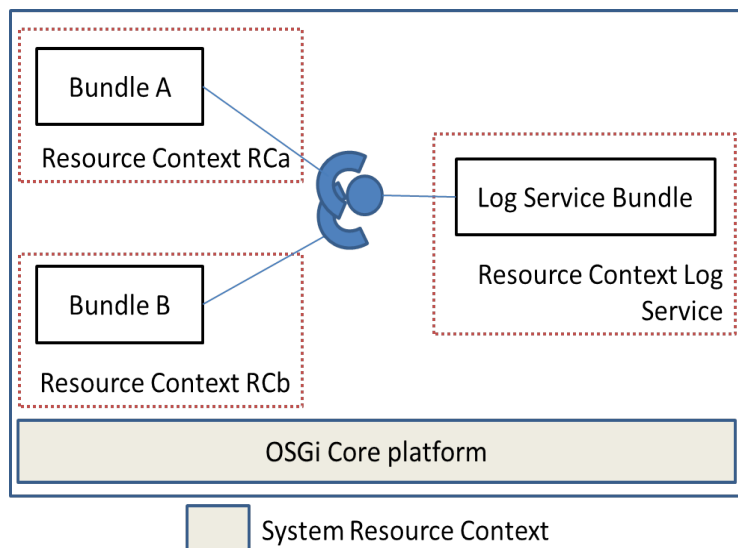 Bundle A
Resource Context RCa
Log Service Bundle
Resource Context Log
Service
Bundle B
Resource Context RCb
OSGi Core platform
System Resource Context